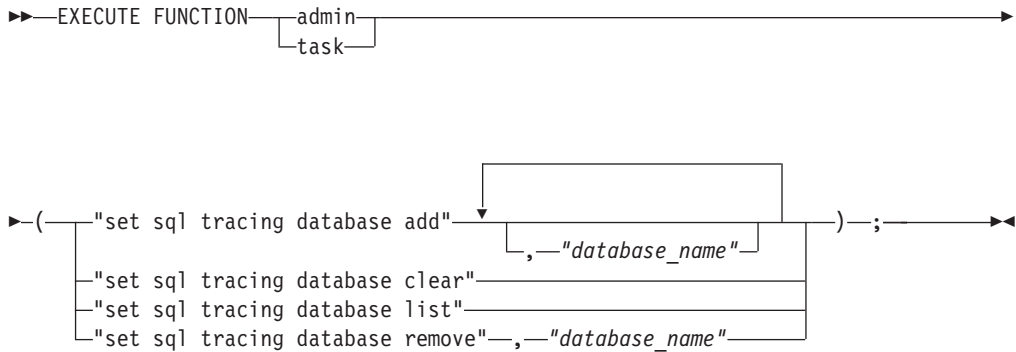 EXECUTE FUNCTION admin
task
( "set sql tracing database add" ) ;
, "database_name"
"set sql tracing database clear"
"set sql tracing database list"
"set sql tracing database remove" , "database_name"